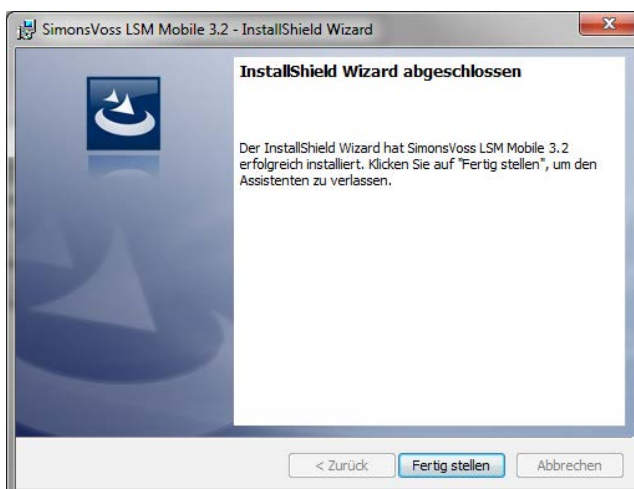 SimonsVoss LSM Mobile 3.2 - InstallShield Wizard
InstallShield Wizard abgeschlossen
Der InstallShield Wizard hat SimonsVoss LSM Mobile 3.2
erfolgreich installiert. Klicken Sie auf "Fertig stellen", um den
Assistenten zu verlassen.
< Zurück Fertig stellen Abbrechen